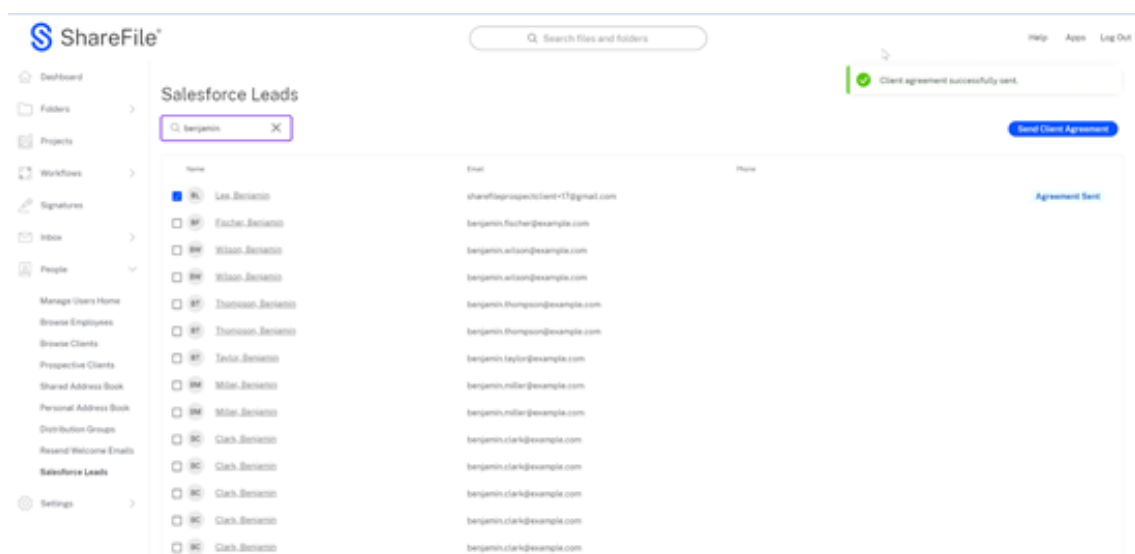 ShareFile
Search files and folders
Help Apps Log Out
Dashboard
Folders
Projects
Workflows
Signatures
Inbox
People
Manage Users Home
Browse Employees
Browse Clients
Prospective Clients
Shared Address Book
Personal Address Book
Distribution Groups
Resend Welcome Emails
Salesforce Leads
Settings
Client agreement successfully sent.
Salesforce Leads
benjamin
Send Client Agreement
Name Email Phone
BL Lee, Benjamin sharefileprospectclient+17@gmail.com Agreement Sent
BF Fischer, Benjamin benjamin.fischer@example.com
BW Wilson, Benjamin benjamin.wilson@example.com
BW Wilson, Benjamin benjamin.wilson@example.com
BT Thompson, Benjamin benjamin.thompson@example.com
BT Thompson, Benjamin benjamin.thompson@example.com
BT Taylor, Benjamin benjamin.taylor@example.com
BM Miller, Benjamin benjamin.miller@example.com
BM Miller, Benjamin benjamin.miller@example.com
BC Clark, Benjamin benjamin.clark@example.com
BC Clark, Benjamin benjamin.clark@example.com
BC Clark, Benjamin benjamin.clark@example.com
BC Clark, Benjamin benjamin.clark@example.com
BC Clark, Benjamin benjamin.clark@example.com